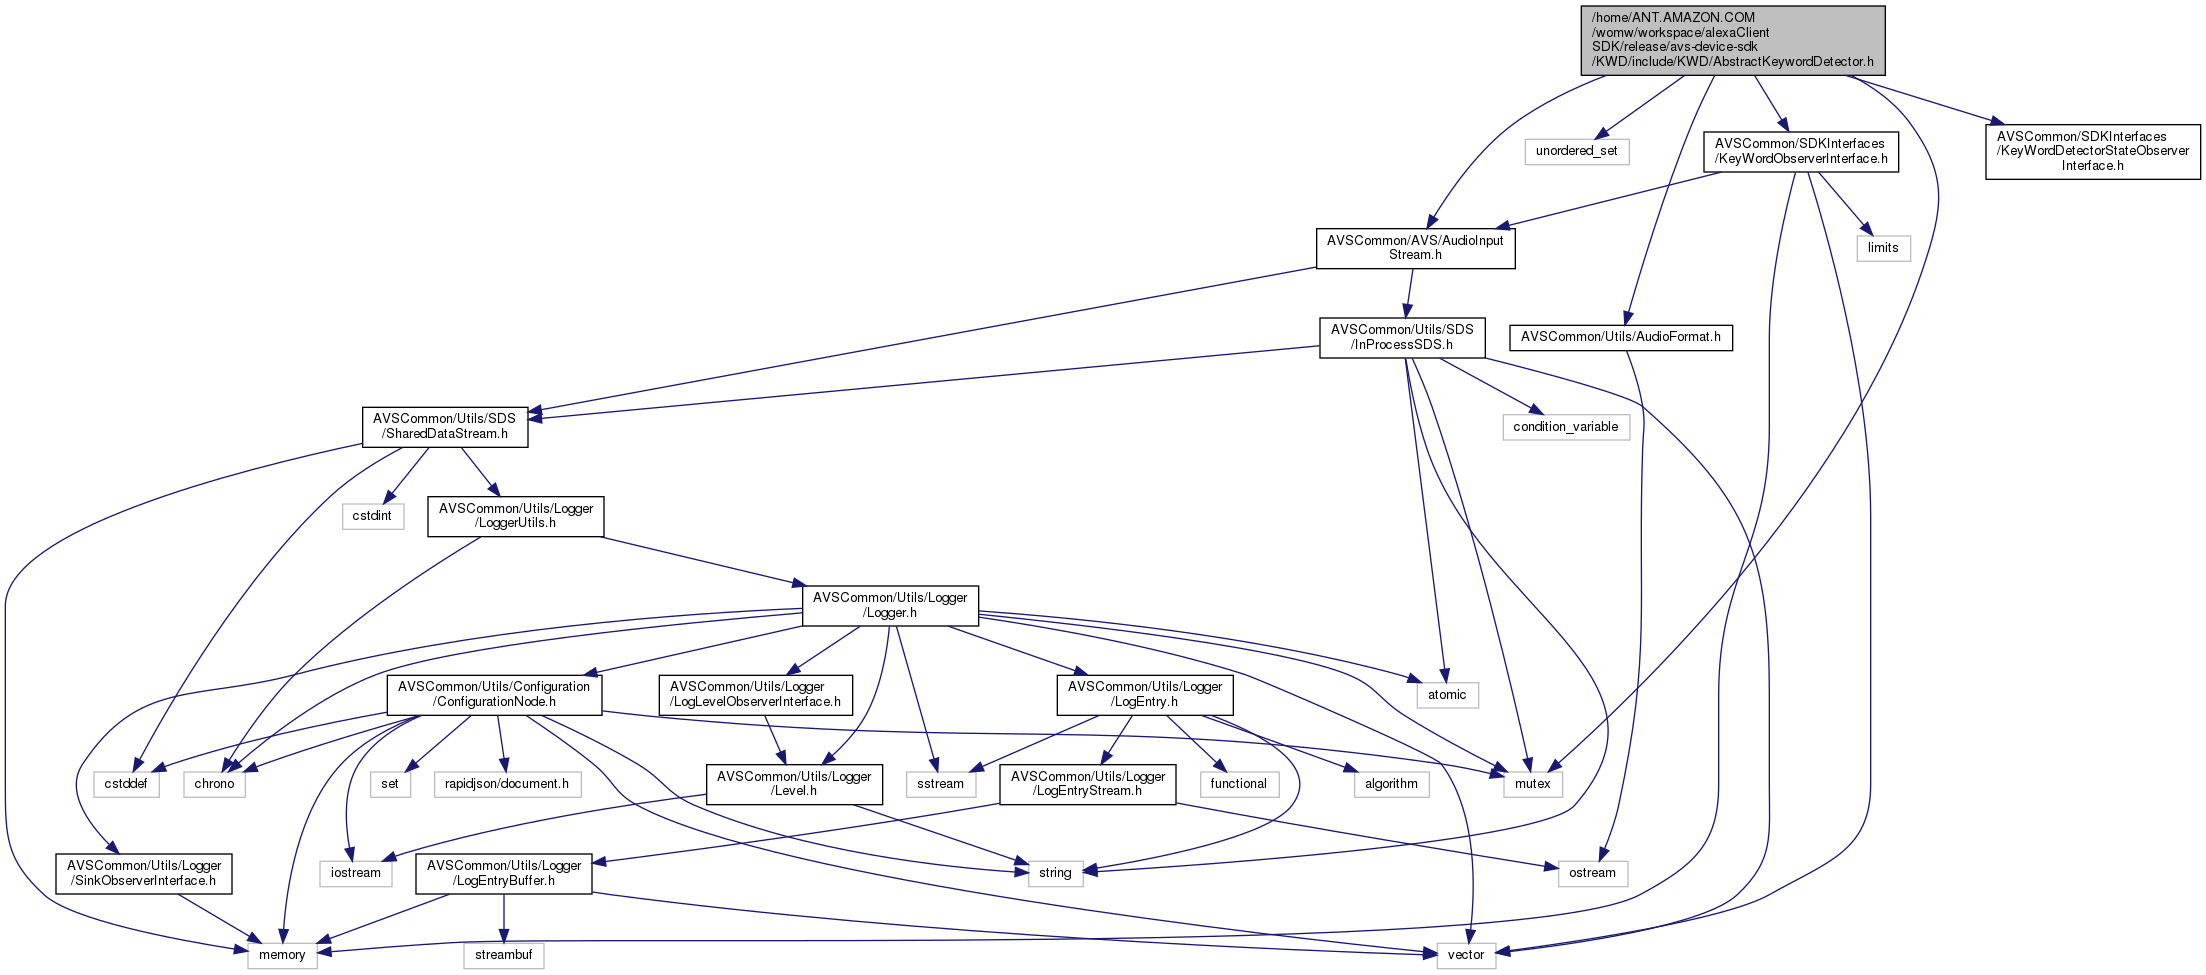 /home/ANT.AMAZON.COM
/womw/workspace/alexaClient
SDK/release/avs-device-sdk
/KWD/include/KWD/AbstractKeywordDetector.h
unordered_set
AVSCommon/SDKInterfaces
/KeyWordObserverInterface.h
AVSCommon/SDKInterfaces
/KeyWordDetectorStateObserver
Interface.h
AVSCommon/AVS/AudioInput
Stream.h
limits
AVSCommon/Utils/SDS
/InProcessSDS.h
AVSCommon/Utils/AudioFormat.h
AVSCommon/Utils/SDS
/SharedDataStream.h
condition_variable
cstdint
AVSCommon/Utils/Logger
/LoggerUtils.h
AVSCommon/Utils/Logger
/Logger.h
AVSCommon/Utils/Configuration
/ConfigurationNode.h
AVSCommon/Utils/Logger
/LogLevelObserverInterface.h
AVSCommon/Utils/Logger
/LogEntry.h
atomic
cstddef
chrono
set
rapidjson/document.h
AVSCommon/Utils/Logger
/Level.h
sstream
AVSCommon/Utils/Logger
/LogEntryStream.h
functional
algorithm
mutex
AVSCommon/Utils/Logger
/SinkObserverInterface.h
iostream
AVSCommon/Utils/Logger
/LogEntryBuffer.h
string
ostream
memory
streambuf
vector